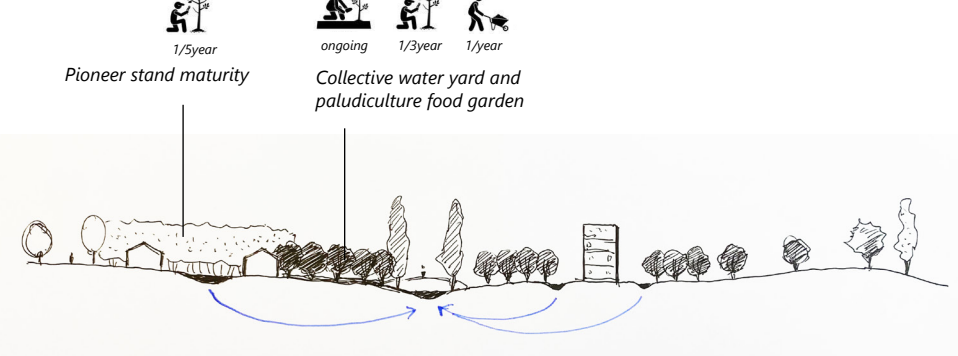 1/5year
ongoing 1/3year 1/year
Pioneer stand maturity
Collective water yard and
paludiculture food garden